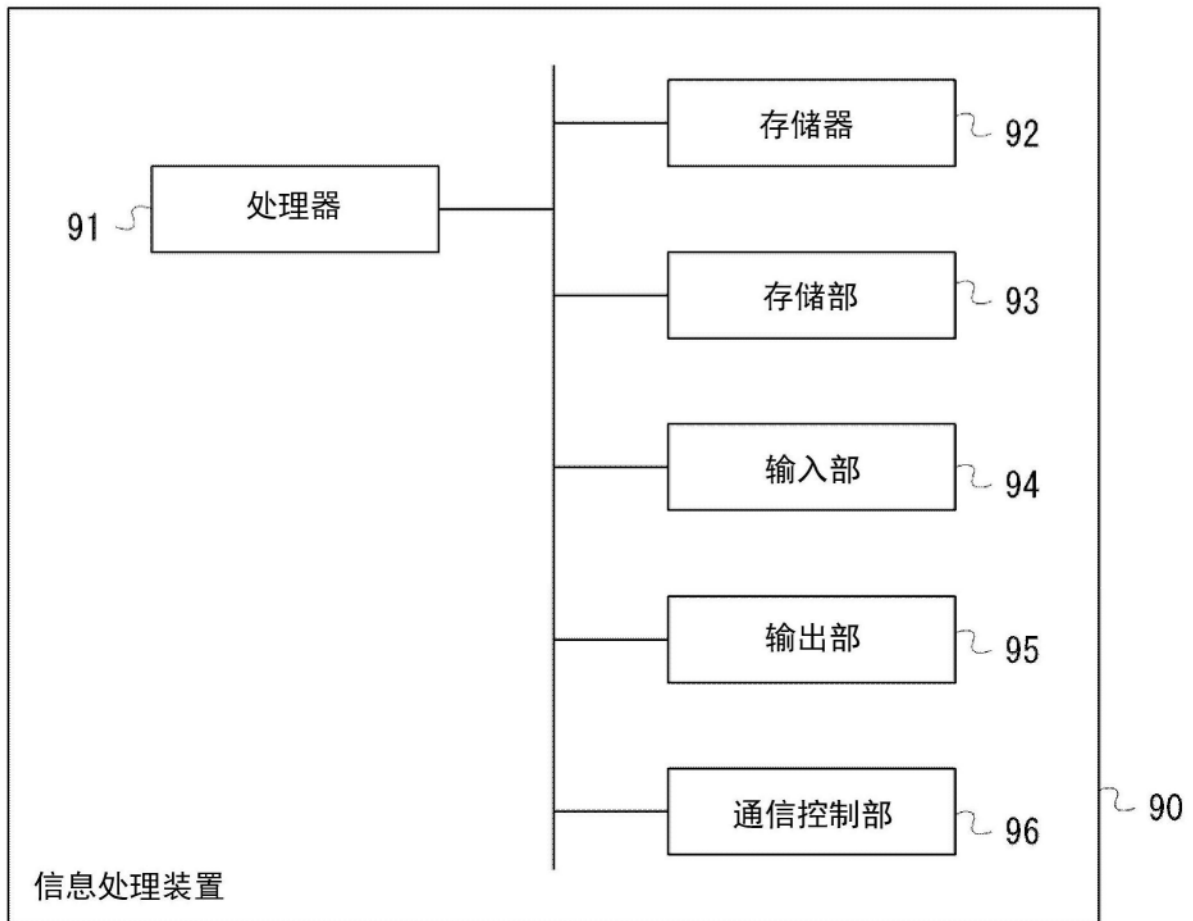 存储器 92
处理器 91
存储部 93
输入部 94
输出部 95
通信控制部 96
90
信息处理装置